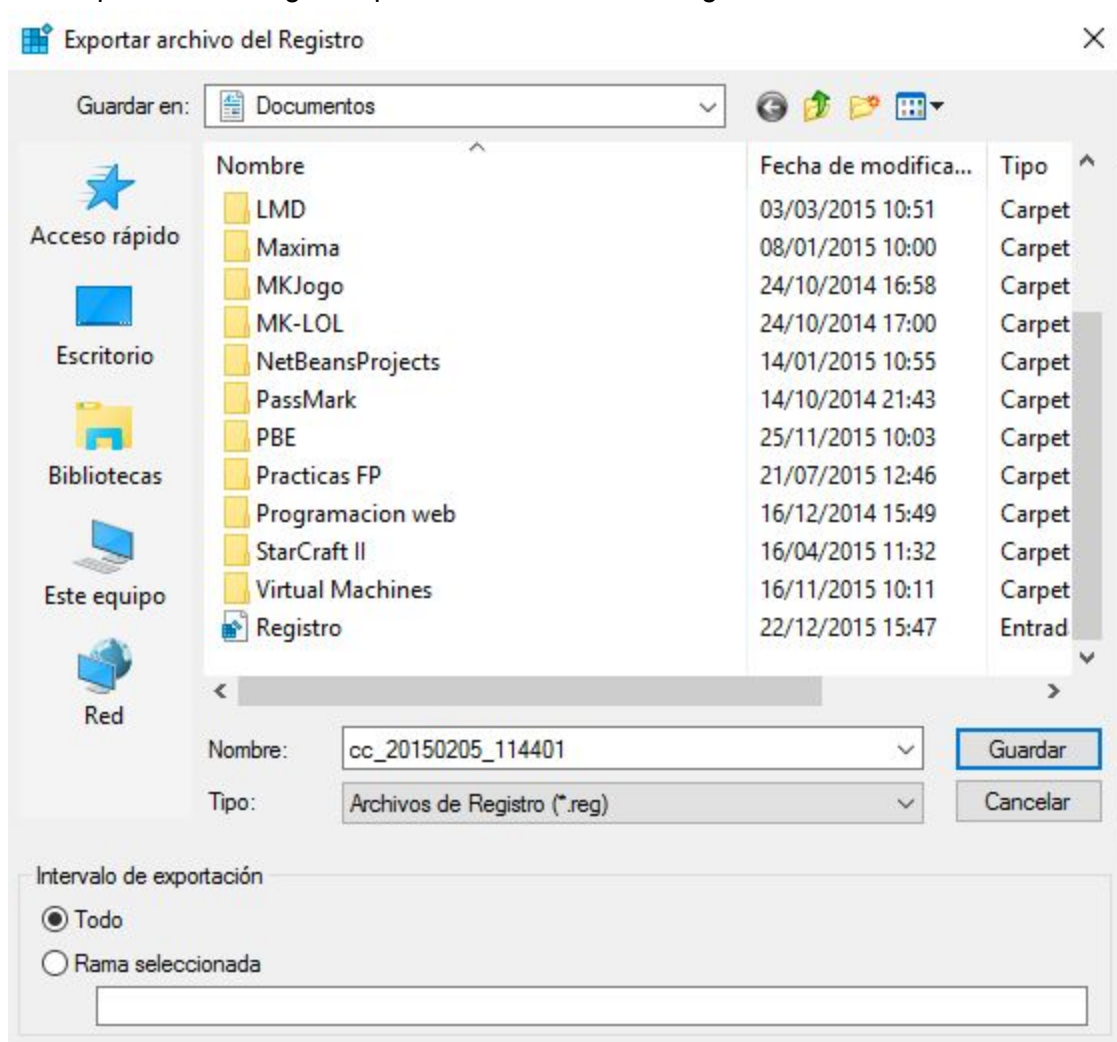 Exportar archivo del Registro
Guardar en: Documentos
Nombre Fecha de modifica... Tipo
LMD 03/03/2015 10:51 Carpet
Maxima 08/01/2015 10:00 Carpet
MKJogo 24/10/2014 16:58 Carpet
MK-LOL 24/10/2014 17:00 Carpet
NetBeansProjects 14/01/2015 10:55 Carpet
PassMark 14/10/2014 21:43 Carpet
PBE 25/11/2015 10:03 Carpet
Practicas FP 21/07/2015 12:46 Carpet
Programacion web 16/12/2014 15:49 Carpet
StarCraft II 16/04/2015 11:32 Carpet
Virtual Machines 16/11/2015 10:11 Carpet
Registro 22/12/2015 15:47 Entrad
Acceso rápido
Escritorio
Bibliotecas
Este equipo
Red
Nombre: cc_20150205_114401 Guardar
Tipo: Archivos de Registro (*.reg) Cancelar
Intervalo de exportación
Todo
Rama seleccionada